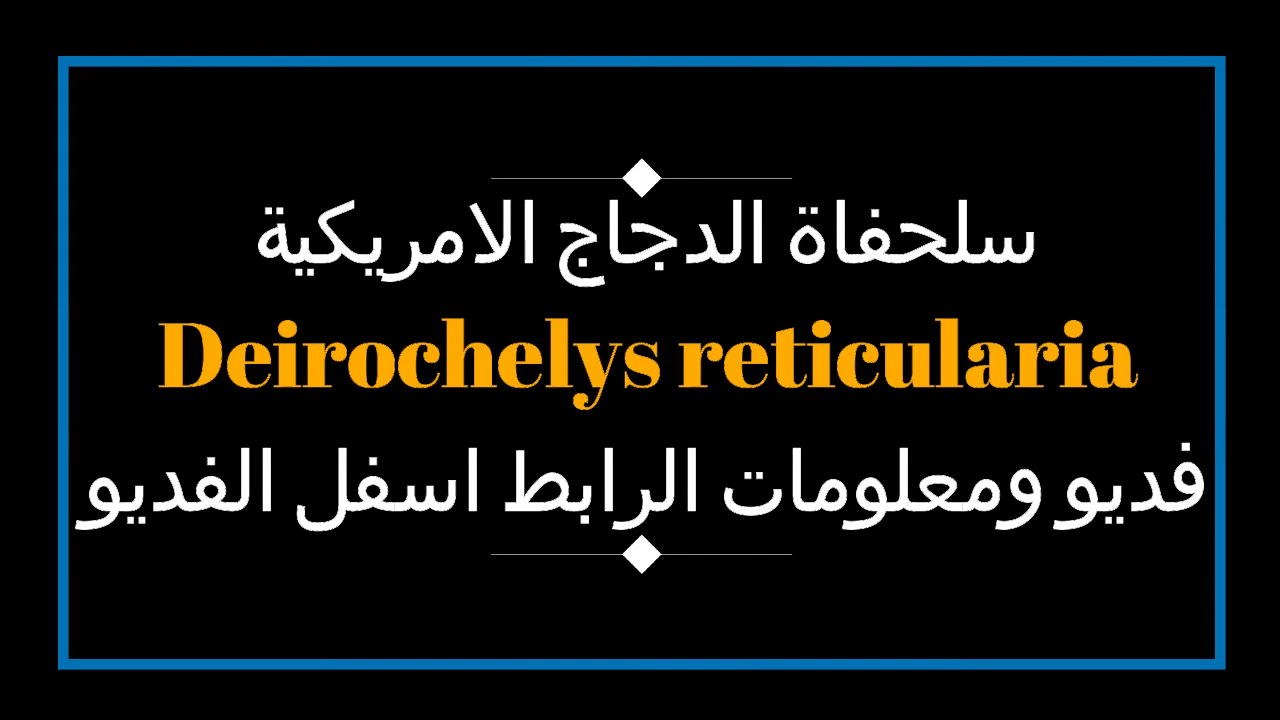 سلحفاة الدجاج الامريكية
Deirochelys reticularia
فديو ومعلومات الرابط اسفل الفديو